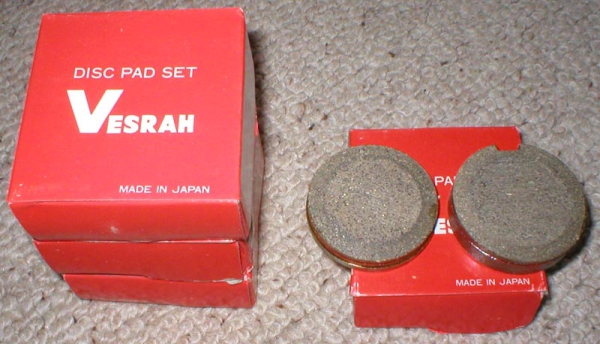 DISC PAD SET
VESRAH
MADE IN JAPAN
MADE IN JAPAN